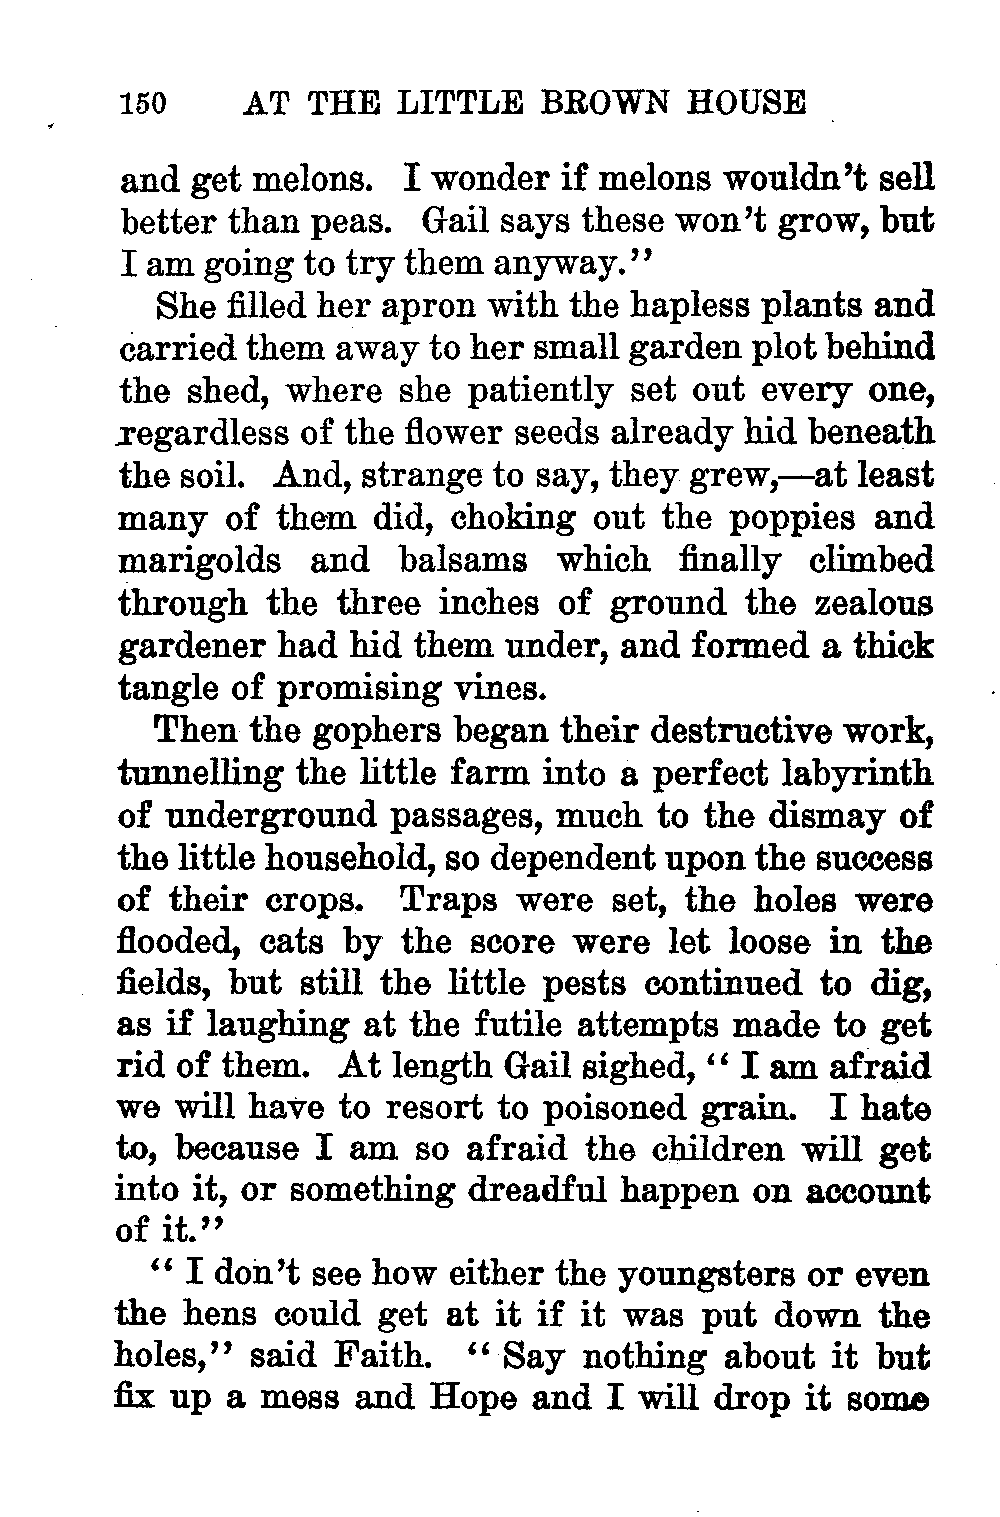 150 AT THE LITTLE BROWN HOUSE
and get melons. I wonder if melons wouldn't sell
better than peas. Gail says these won't grow, but
I am going to try them anyway."
She filled her apron with the hapless plants and
carried them away to her small garden plot behind
the shed, where she patiently set out every one,
regardless of the flower seeds already hid beneath
the soil. And, strange to say, they grew,—at least
many of them did, choking out the poppies and
marigolds and balsams which finally climbed
through the three inches of ground the zealous
gardener had hid them under, and formed a thick
tangle of promising vines.
Then the gophers began their destructive work,
tunnelling the little farm into a perfect labyrinth
of underground passages, much to the dismay of
the little household, so dependent upon the success
of their crops. Traps were set, the holes were
flooded, cats by the score were let loose in the
fields, but still the little pests continued to dig,
as if laughing at the futile attempts made to get
rid of them. At length Gail sighed, "I am afraid
we will have to resort to poisoned grain. I hate
to, because I am so afraid the children will get
into it, or something dreadful happen on account
of it."
"I don't see how either the youngsters or even
the hens could get at it if it was put down the
holes," said Faith. "Say nothing about it but
fix up a mess and Hope and I will drop it some